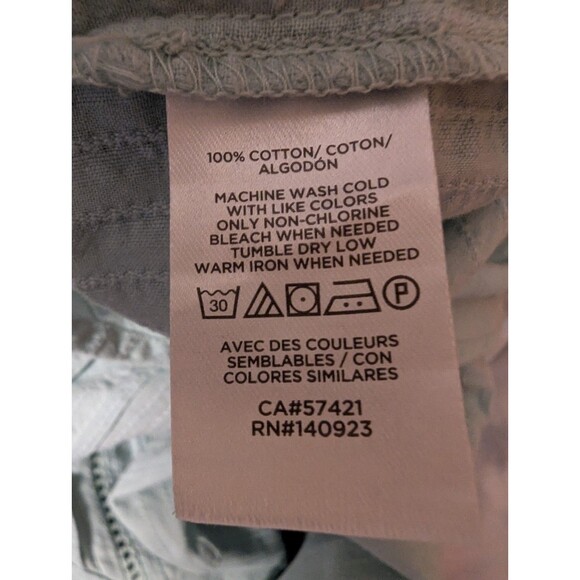 100% COTTON/ COTON/
ALGODÓN
MACHINE WASH COLD
WITH LIKE COLORS
ONLY NON-CHLORINE
BLEACH WHEN NEEDED
TUMBLE DRY LOW
WARM IRON WHEN NEEDED
30 P
AVEC DES COULEURS
SEMBLABLES / CON
COLORES SIMILARES
CA#57421
RN#140923